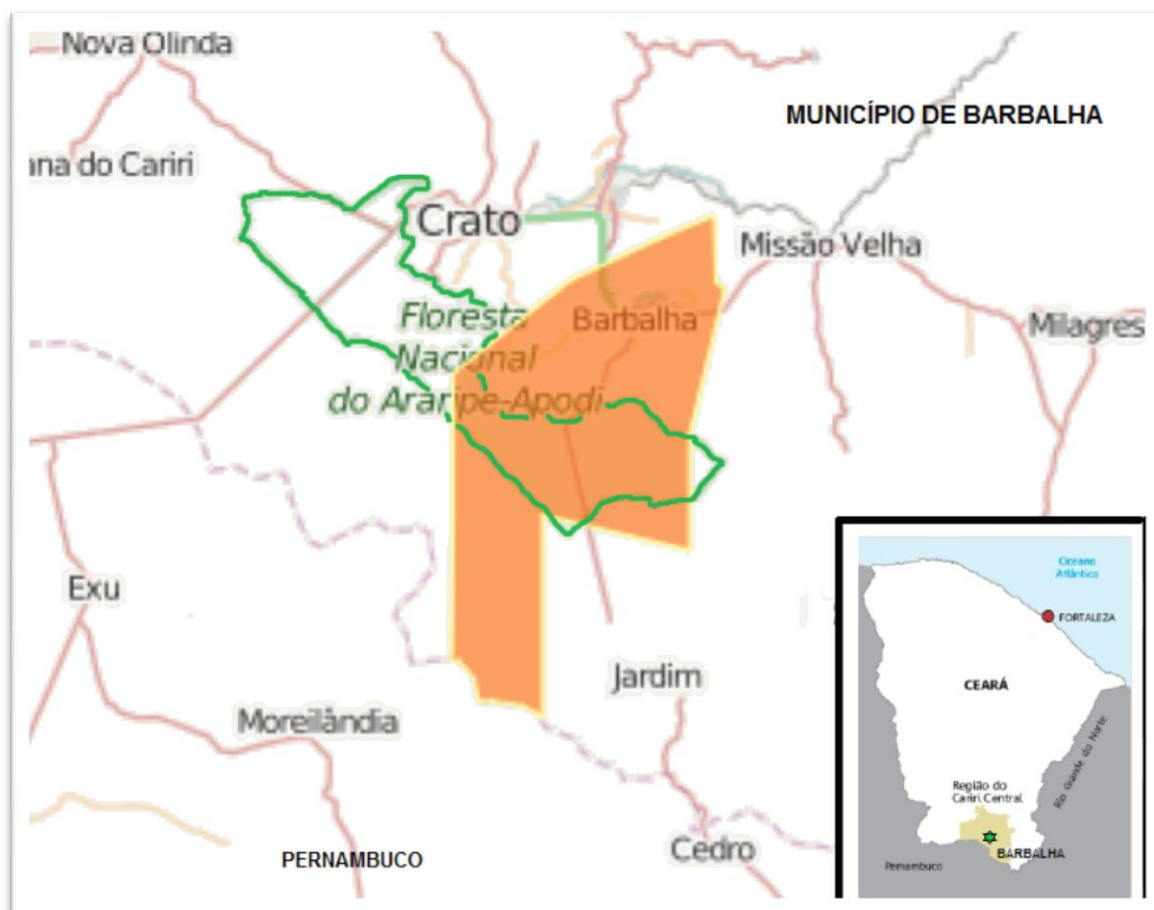 Nova Olinda
MUNICÍPIO DE BARBALHA
ana do Cariri
Crato
Missão Velha
Floresta
Nacional
do Araripe-Apodi
Barbalha
Milagres
Exu
Jardim
Moreilândia
Cedro
PERNAMBUCO
Oceano
Atlântico
FORTALEZA
CEARÁ
Rio Grande do Norte
Região do
Cariri Central
BARBALHA
Pernambuco